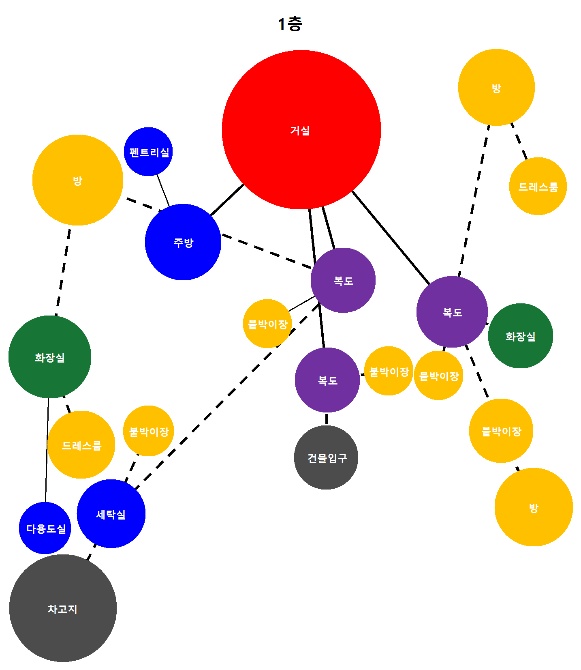 1층
거실
방
펜트리실
방
드레스룸
주방
복도
복도
붙박이장
화장실
화장실
복도
붙박이장
붙박이장
드레스룸
붙박이장
붙박이장
건물입구
방
세탁실
다용도실
차고지